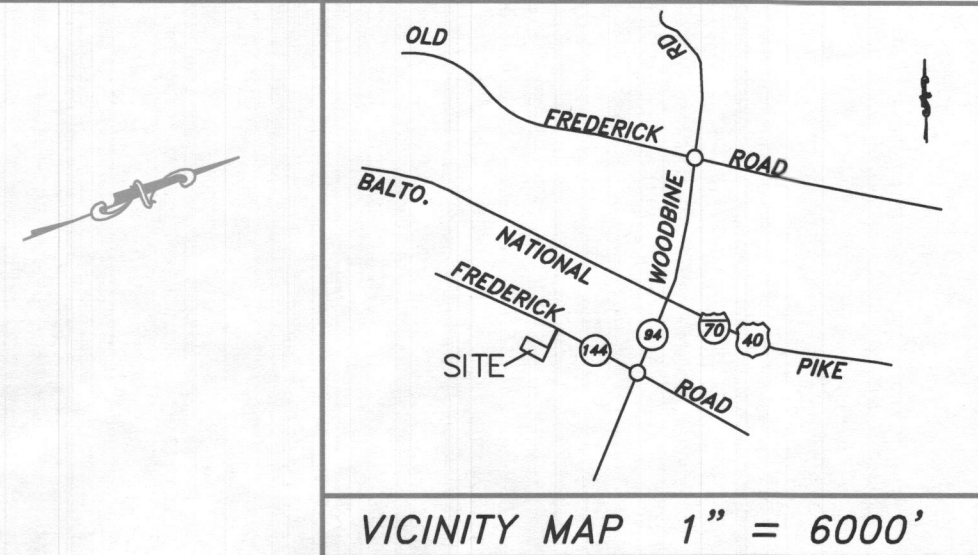 OLD
RD
FREDERICK
ROAD
BALTO.
WOODBINE
NATIONAL
FREDERICK
94
70
40
144
SITE
PIKE
ROAD
VICINITY MAP 1" = 6000'